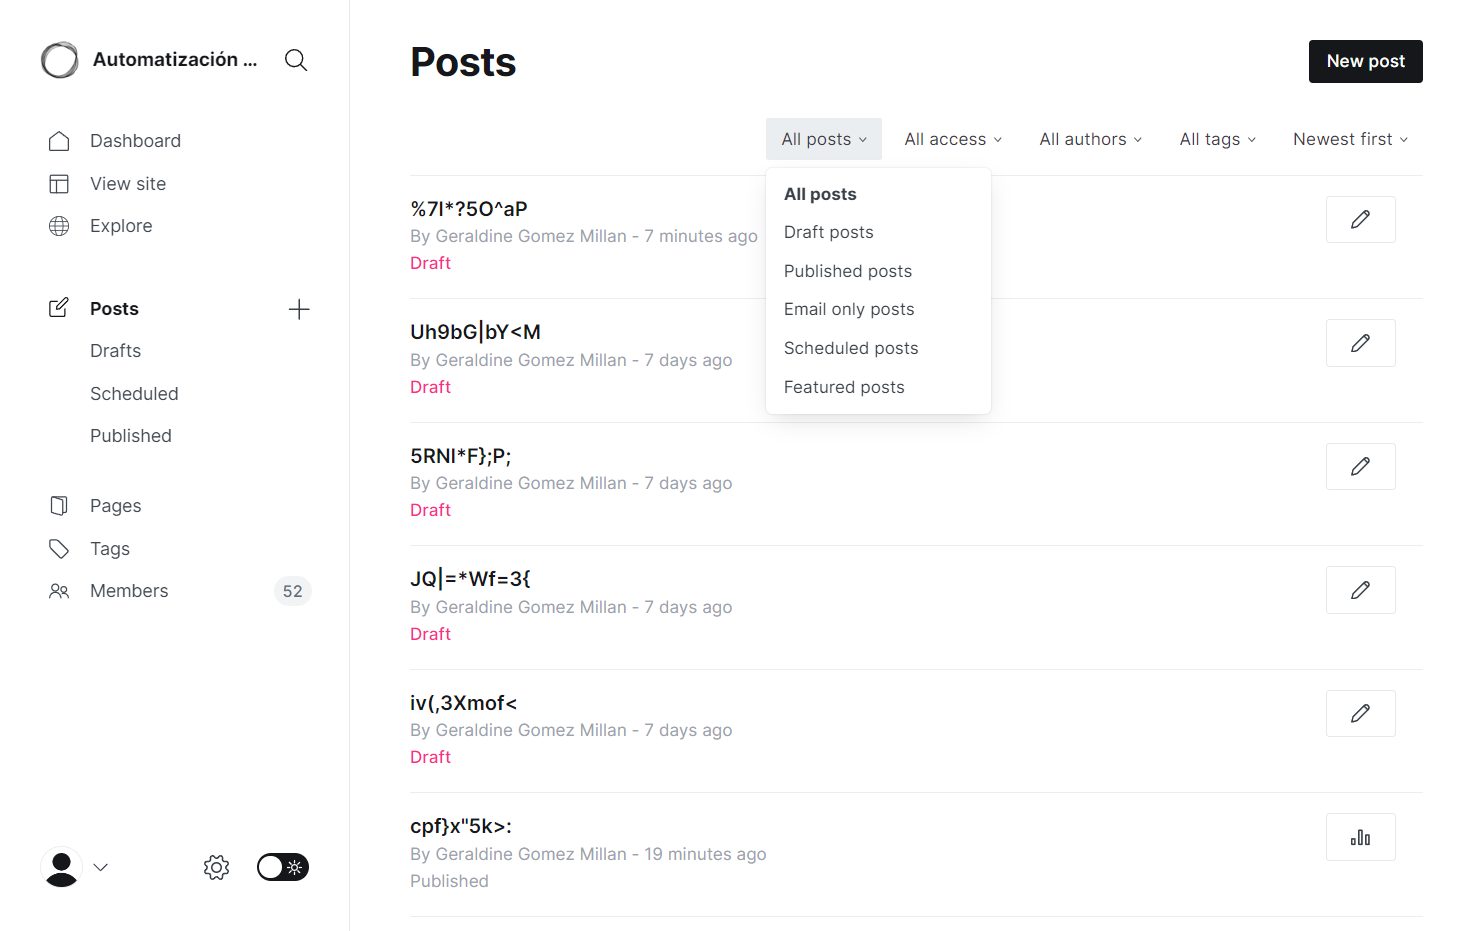 Automatización ...
Dashboard
View site
Explore
Posts
Drafts
Scheduled
Published
Pages
Tags
Members
52
Posts
New post
All posts
All access
All authors
All tags
Newest first
All posts
Draft posts
Published posts
Email only posts
Scheduled posts
Featured posts
%7I*?5O^aP
By Geraldine Gomez Millan - 7 minutes ago
Draft
Uh9bG|bY<M
By Geraldine Gomez Millan - 7 days ago
Draft
5RNI*F};P;
By Geraldine Gomez Millan - 7 days ago
Draft
JQ|=*Wf=3{
By Geraldine Gomez Millan - 7 days ago
Draft
iv(,3Xmof<
By Geraldine Gomez Millan - 7 days ago
Draft
cpf}x"5k>:
By Geraldine Gomez Millan - 19 minutes ago
Published